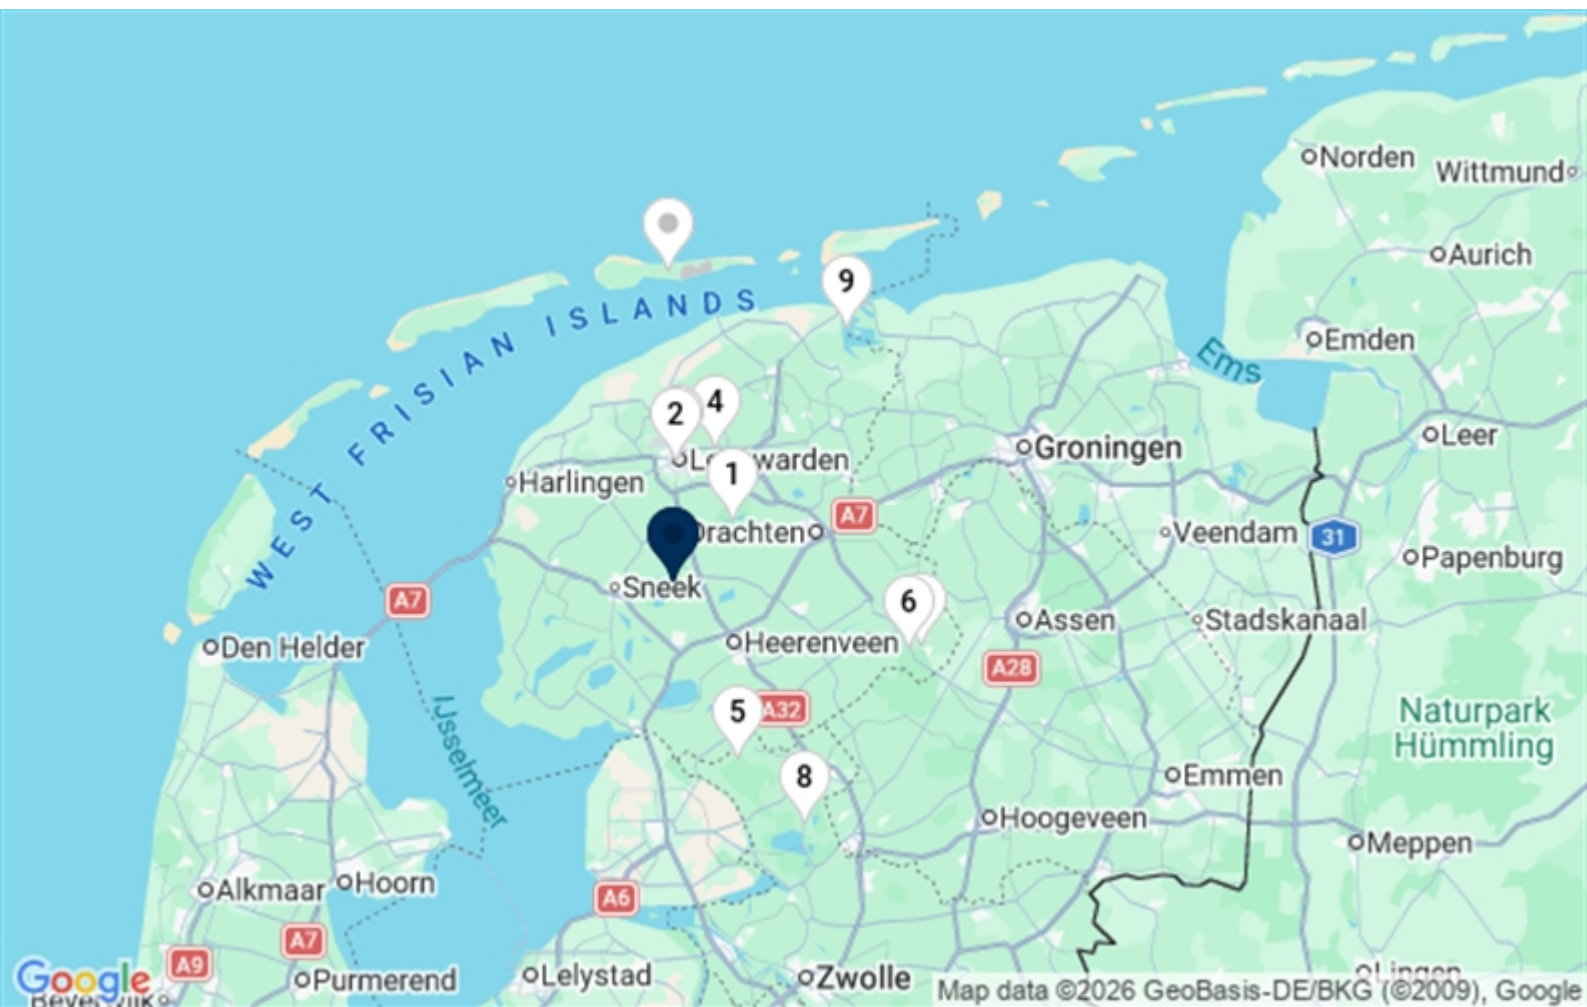 Norden
Wittmund
Aurich
9
WEST FRISIAN ISLANDS
Emden
Ems
4
2
Leer
Groningen
1
Harlingen
A7
Drachten
Veendam
31
Papenburg
Sneek
A7
6
Assen
Stadskanaal
Den Helder
Heerenveen
A28
5
A32
IJsselmeer
Naturpark
Hümmling
8
Emmen
Hoogeveen
Meppen
Alkmaar
Hoorn
A6
A7
A9
Google
Purmerend
Lelystad
Zwolle
Map data ©2026 GeoBasis-DE/BKG (©2009), Google